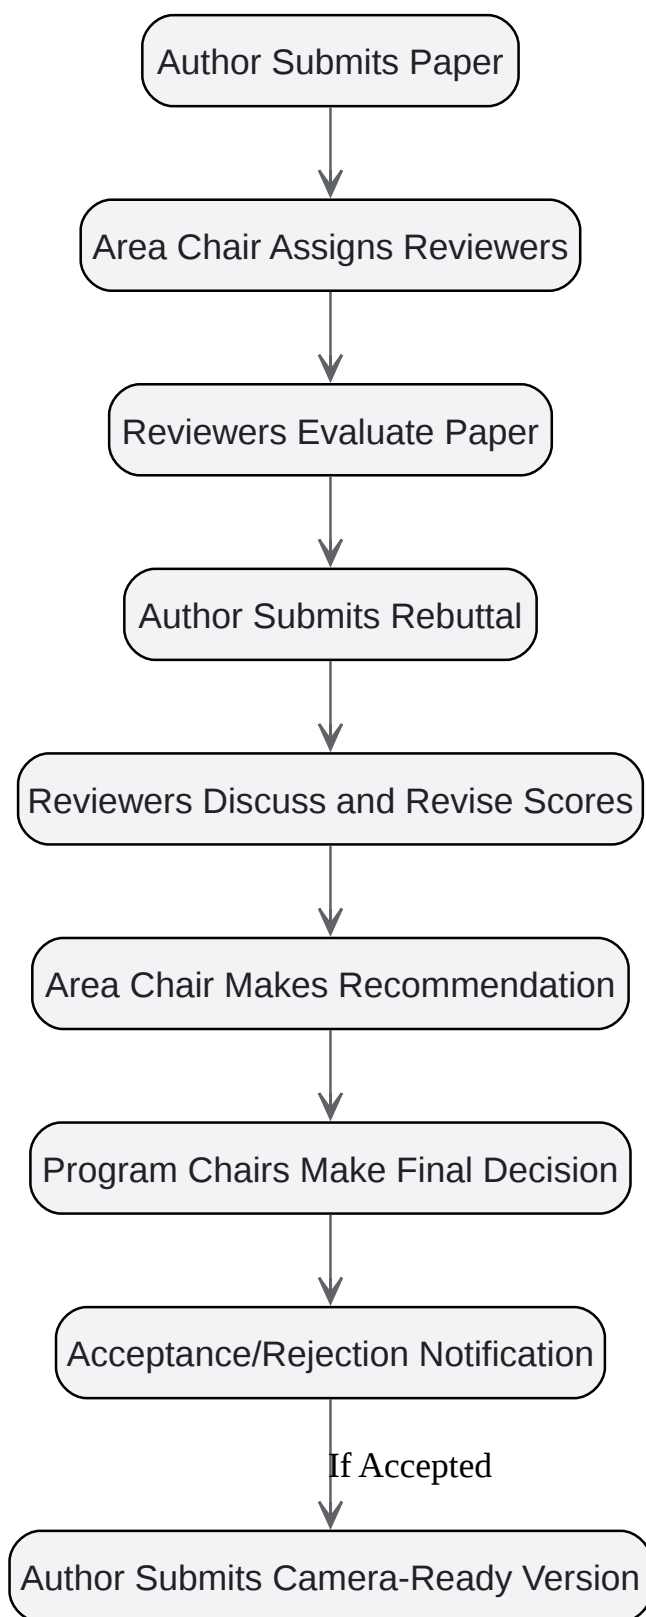 Author Submits Paper
Area Chair Assigns Reviewers
Reviewers Evaluate Paper
Author Submits Rebuttal
Reviewers Discuss and Revise Scores
Area Chair Makes Recommendation
Program Chairs Make Final Decision
Acceptance/Rejection Notification
If Accepted
Author Submits Camera-Ready Version